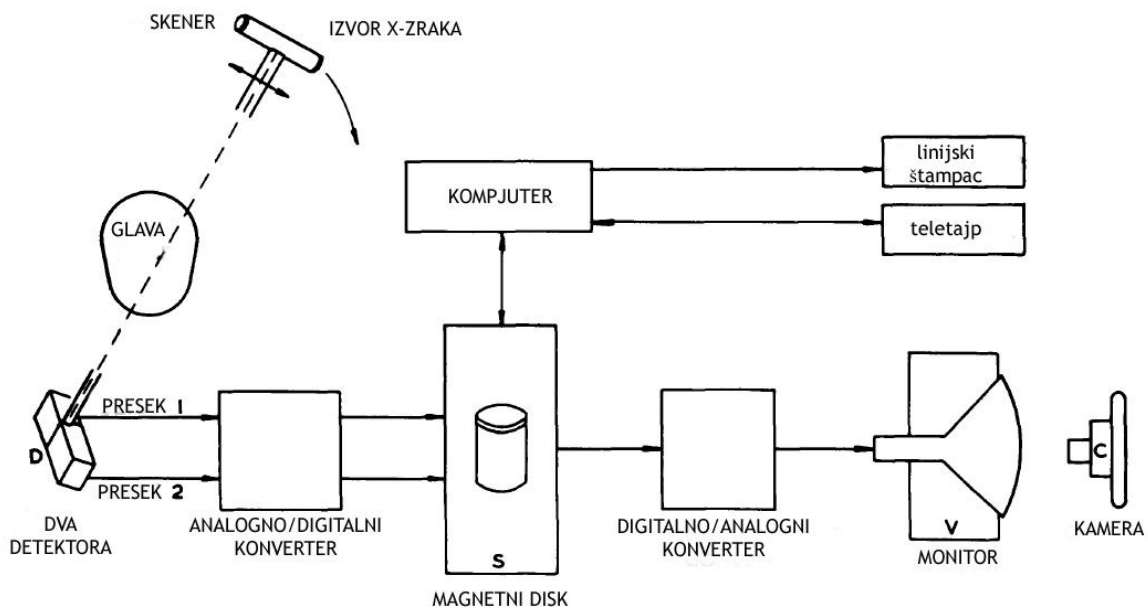 SKENER
IZVOR X-ZRAKA
GLAVA
KOMPJUTER
linijski
štampac
teletajp
PRESEK 1
PRESEK 2
D
DVA
DETEKTORA
ANALOGNO/DIGITALNI
KONVERTER
S
MAGNETNI DISK
DIGITALNO/ANALOGNI
KONVERTER
V
MONITOR
C
KAMERA